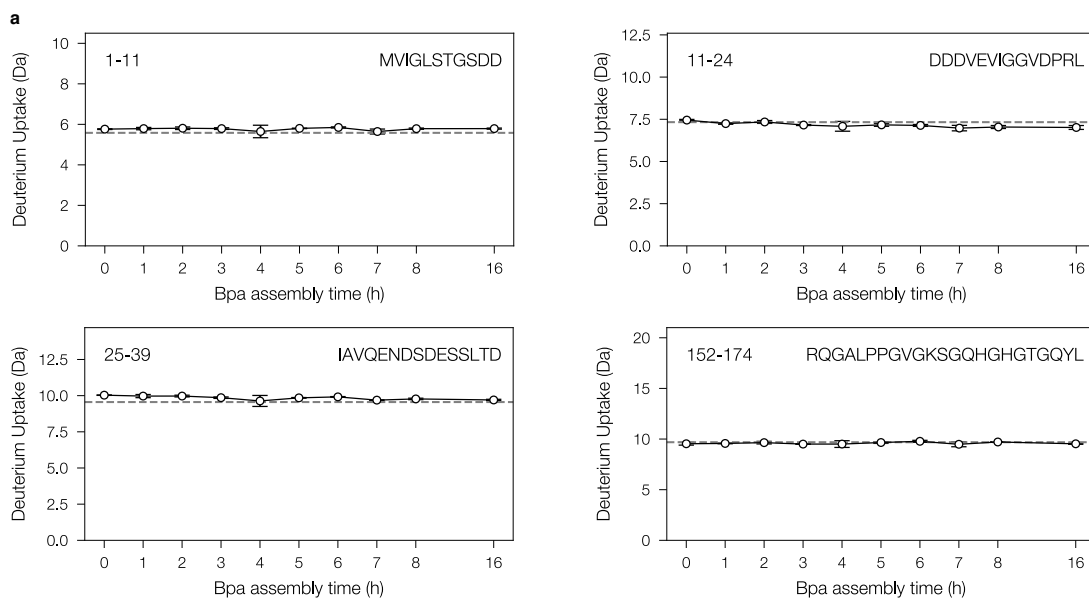 a
1-11 MVIGLSTGSDD
Deuterium Uptake (Da)
10
8
6
4
2
0
0 1 2 3 4 5 6 7 8 16
Bpa assembly time (h)
11-24 DDDVEVIGGVDPRL
Deuterium Uptake (Da)
12.5
10.0
7.5
5.0
2.5
0.0
0 1 2 3 4 5 6 7 8 16
Bpa assembly time (h)
25-39 IAVQENDSDESSLTD
Deuterium Uptake (Da)
12.5
10.0
7.5
5.0
2.5
0.0
0 1 2 3 4 5 6 7 8 16
Bpa assembly time (h)
152-174 RQGALPPGVGKSGQHGHGTGQYL
Deuterium Uptake (Da)
20
15
10
5
0
0 1 2 3 4 5 6 7 8 16
Bpa assembly time (h)